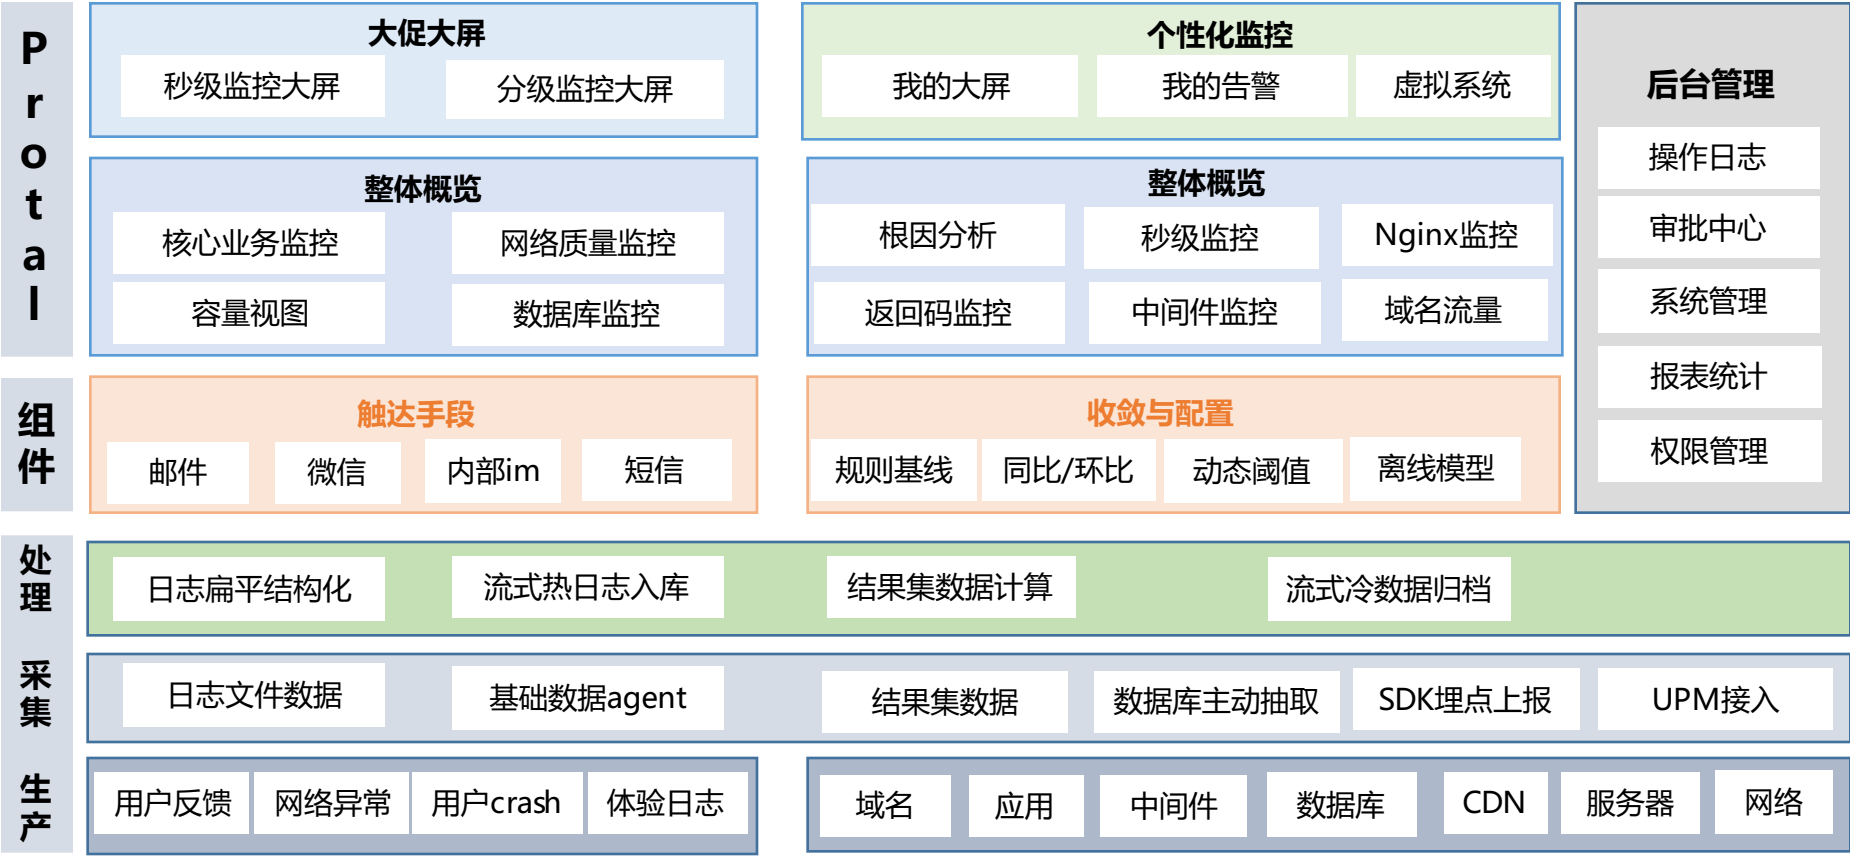 Protal
大促大屏
秒级监控大屏
分级监控大屏
个性化监控
我的大屏
我的告警
虚拟系统
整体概览
核心业务监控
网络质量监控
容量视图
数据库监控
整体概览
根因分析
秒级监控
Nginx监控
返回码监控
中间件监控
域名流量
后台管理
操作日志
审批中心
系统管理
报表统计
权限管理
组件
触达手段
邮件
微信
内部im
短信
收敛与配置
规则基线
同比/环比
动态阈值
离线模型
处理
日志扁平结构化
流式热日志入库
结果集数据计算
流式冷数据归档
采集
日志文件数据
基础数据agent
结果集数据
数据库主动抽取
SDK埋点上报
UPM接入
生产
用户反馈
网络异常
用户crash
体验日志
域名
应用
中间件
数据库
CDN
服务器
网络